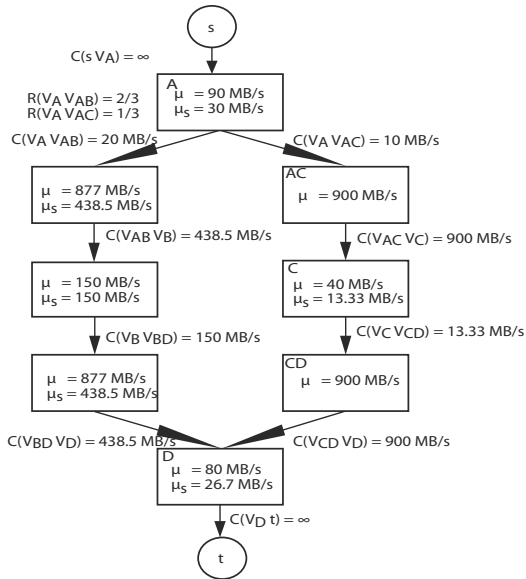 s
C(s VA) = ∞
A
μ = 90 MB/s
μs = 30 MB/s
R(VA VAB) = 2/3
R(VA VAC) = 1/3
C(VA VAB) = 20 MB/s
C(VA VAC) = 10 MB/s
μ = 877 MB/s
μs = 438.5 MB/s
AC
μ = 900 MB/s
C(VAB VB) = 438.5 MB/s
C(VAC VC) = 900 MB/s
μ = 150 MB/s
μs = 150 MB/s
C
μ = 40 MB/s
μs = 13.33 MB/s
C(VB VBD) = 150 MB/s
C(VC VCD) = 13.33 MB/s
μ = 877 MB/s
μs = 438.5 MB/s
CD
μ = 900 MB/s
C(VBD VD) = 438.5 MB/s
C(VCD VD) = 900 MB/s
D
μ = 80 MB/s
μs = 26.7 MB/s
C(VD t) = ∞
t